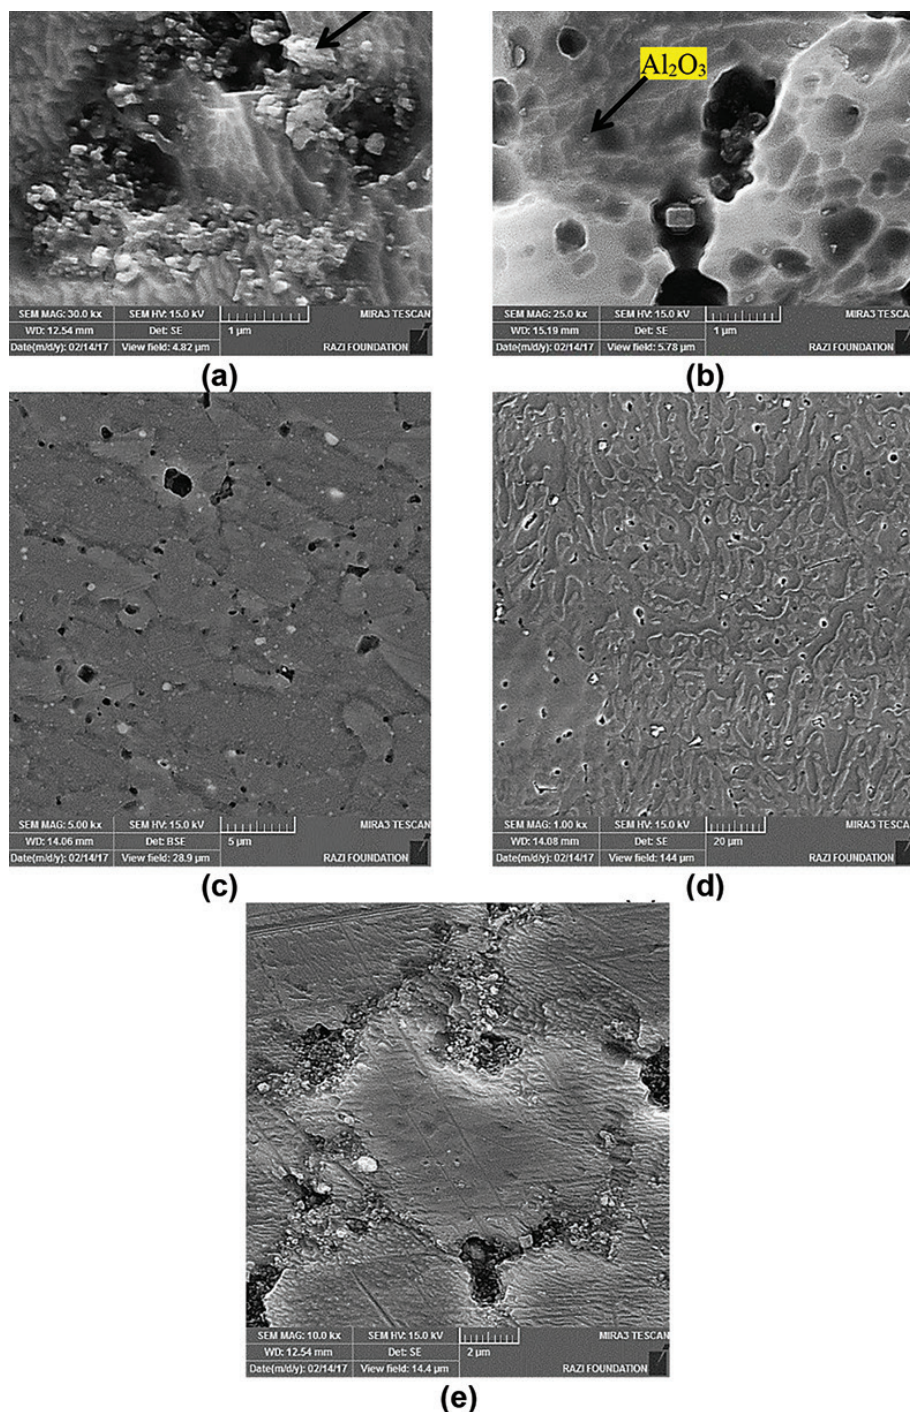 SEM MAG: 30.0 kx SEM HV: 15.0 kV MIRA3 TESCAN
WD: 12.54 mm Det: SE 1 µm
Date(m/d/y): 02/14/17 View field: 4.82 µm RAZI FOUNDATION
(a)
Al₂O₃
SEM MAG: 25.0 kx SEM HV: 15.0 kV MIRA3 TESCAN
WD: 15.19 mm Det: SE 1 µm
Date(m/d/y): 02/14/17 View field: 5.78 µm RAZI FOUNDATION
(b)
SEM MAG: 5.00 kx SEM HV: 15.0 kV MIRA3 TESCAN
WD: 14.06 mm Det: BSE 5 µm
Date(m/d/y): 02/14/17 View field: 28.9 µm RAZI FOUNDATION
(c)
SEM MAG: 1.00 kx SEM HV: 15.0 kV MIRA3 TESCAN
WD: 14.08 mm Det: SE 20 µm
Date(m/d/y): 02/14/17 View field: 144 µm RAZI FOUNDATION
(d)
SEM MAG: 10.0 kx SEM HV: 15.0 kV MIRA3 TESCAN
WD: 12.54 mm Det: SE 2 µm
Date(m/d/y): 02/14/17 View field: 14.4 µm RAZI FOUNDATION
(e)